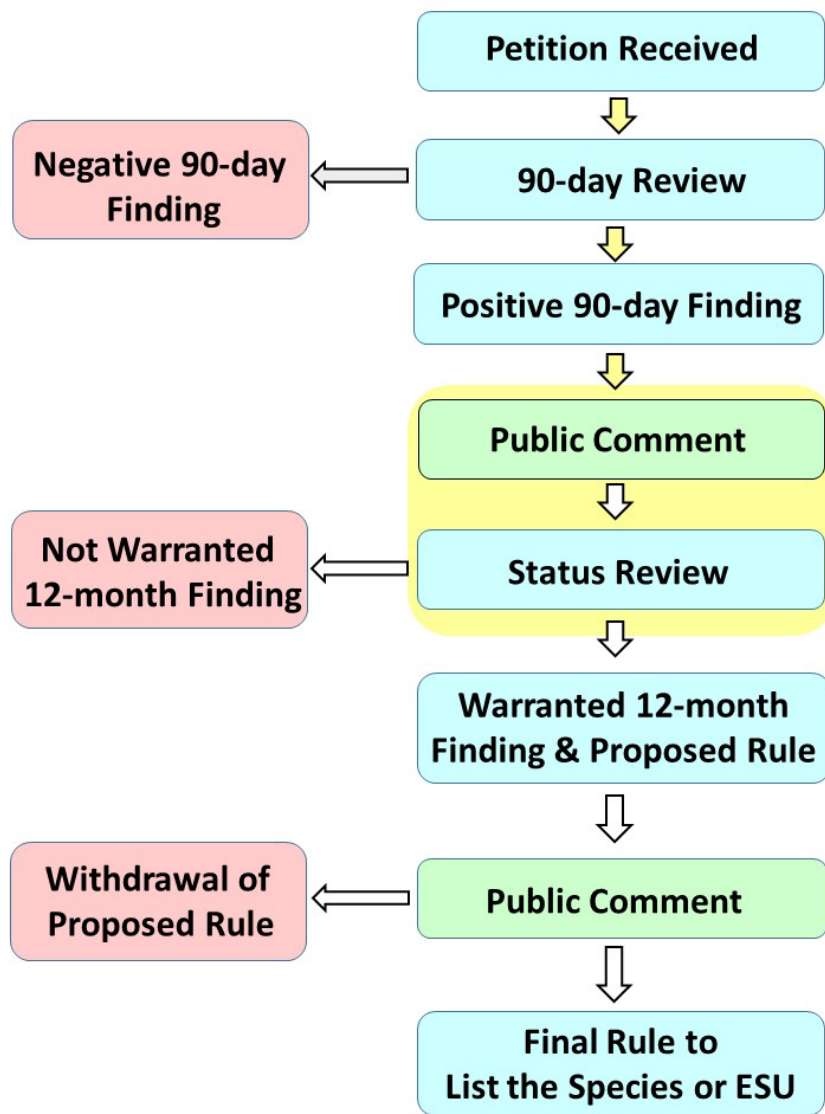 Petition Received
Negative 90-day
Finding
90-day Review
Positive 90-day Finding
Public Comment
Not Warranted
12-month Finding
Status Review
Warranted 12-month
Finding & Proposed Rule
Withdrawal of
Proposed Rule
Public Comment
Final Rule to
List the Species or ESU